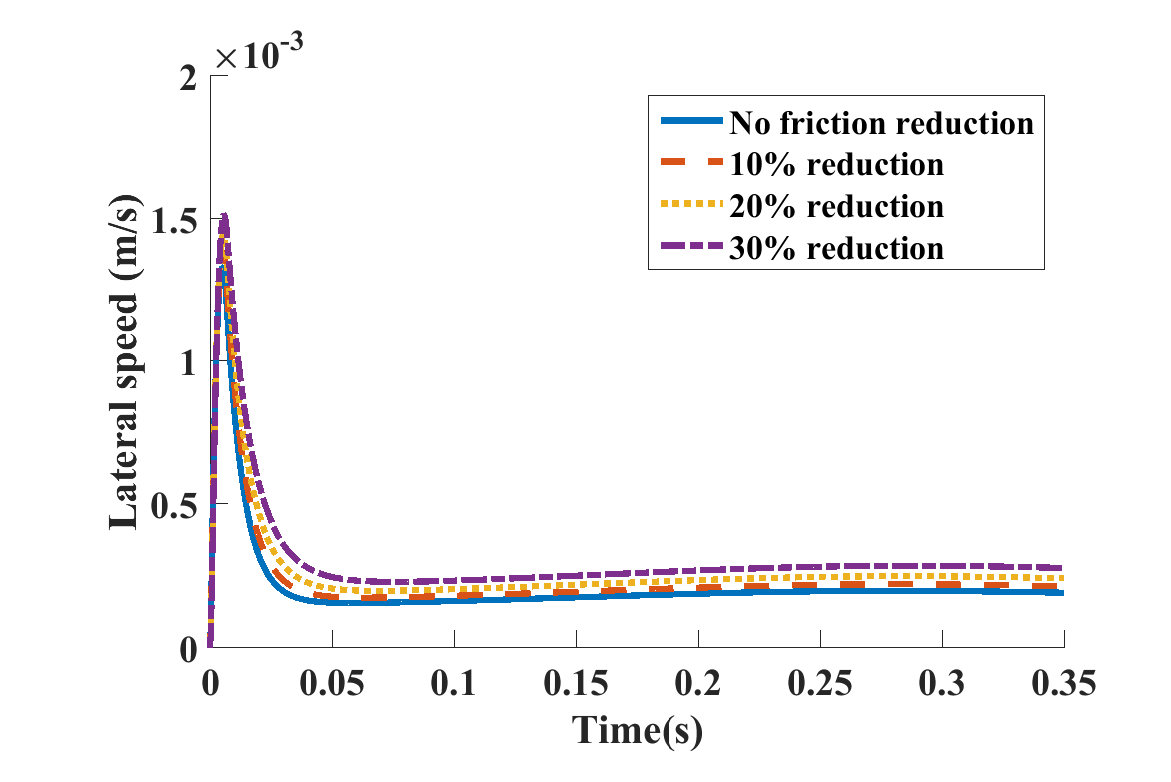 ×10-3
2
1.5
1
0.5
0
Lateral speed (m/s)
No friction reduction
10% reduction
20% reduction
30% reduction
0 0.05 0.1 0.15 0.2 0.25 0.3 0.35
Time(s)